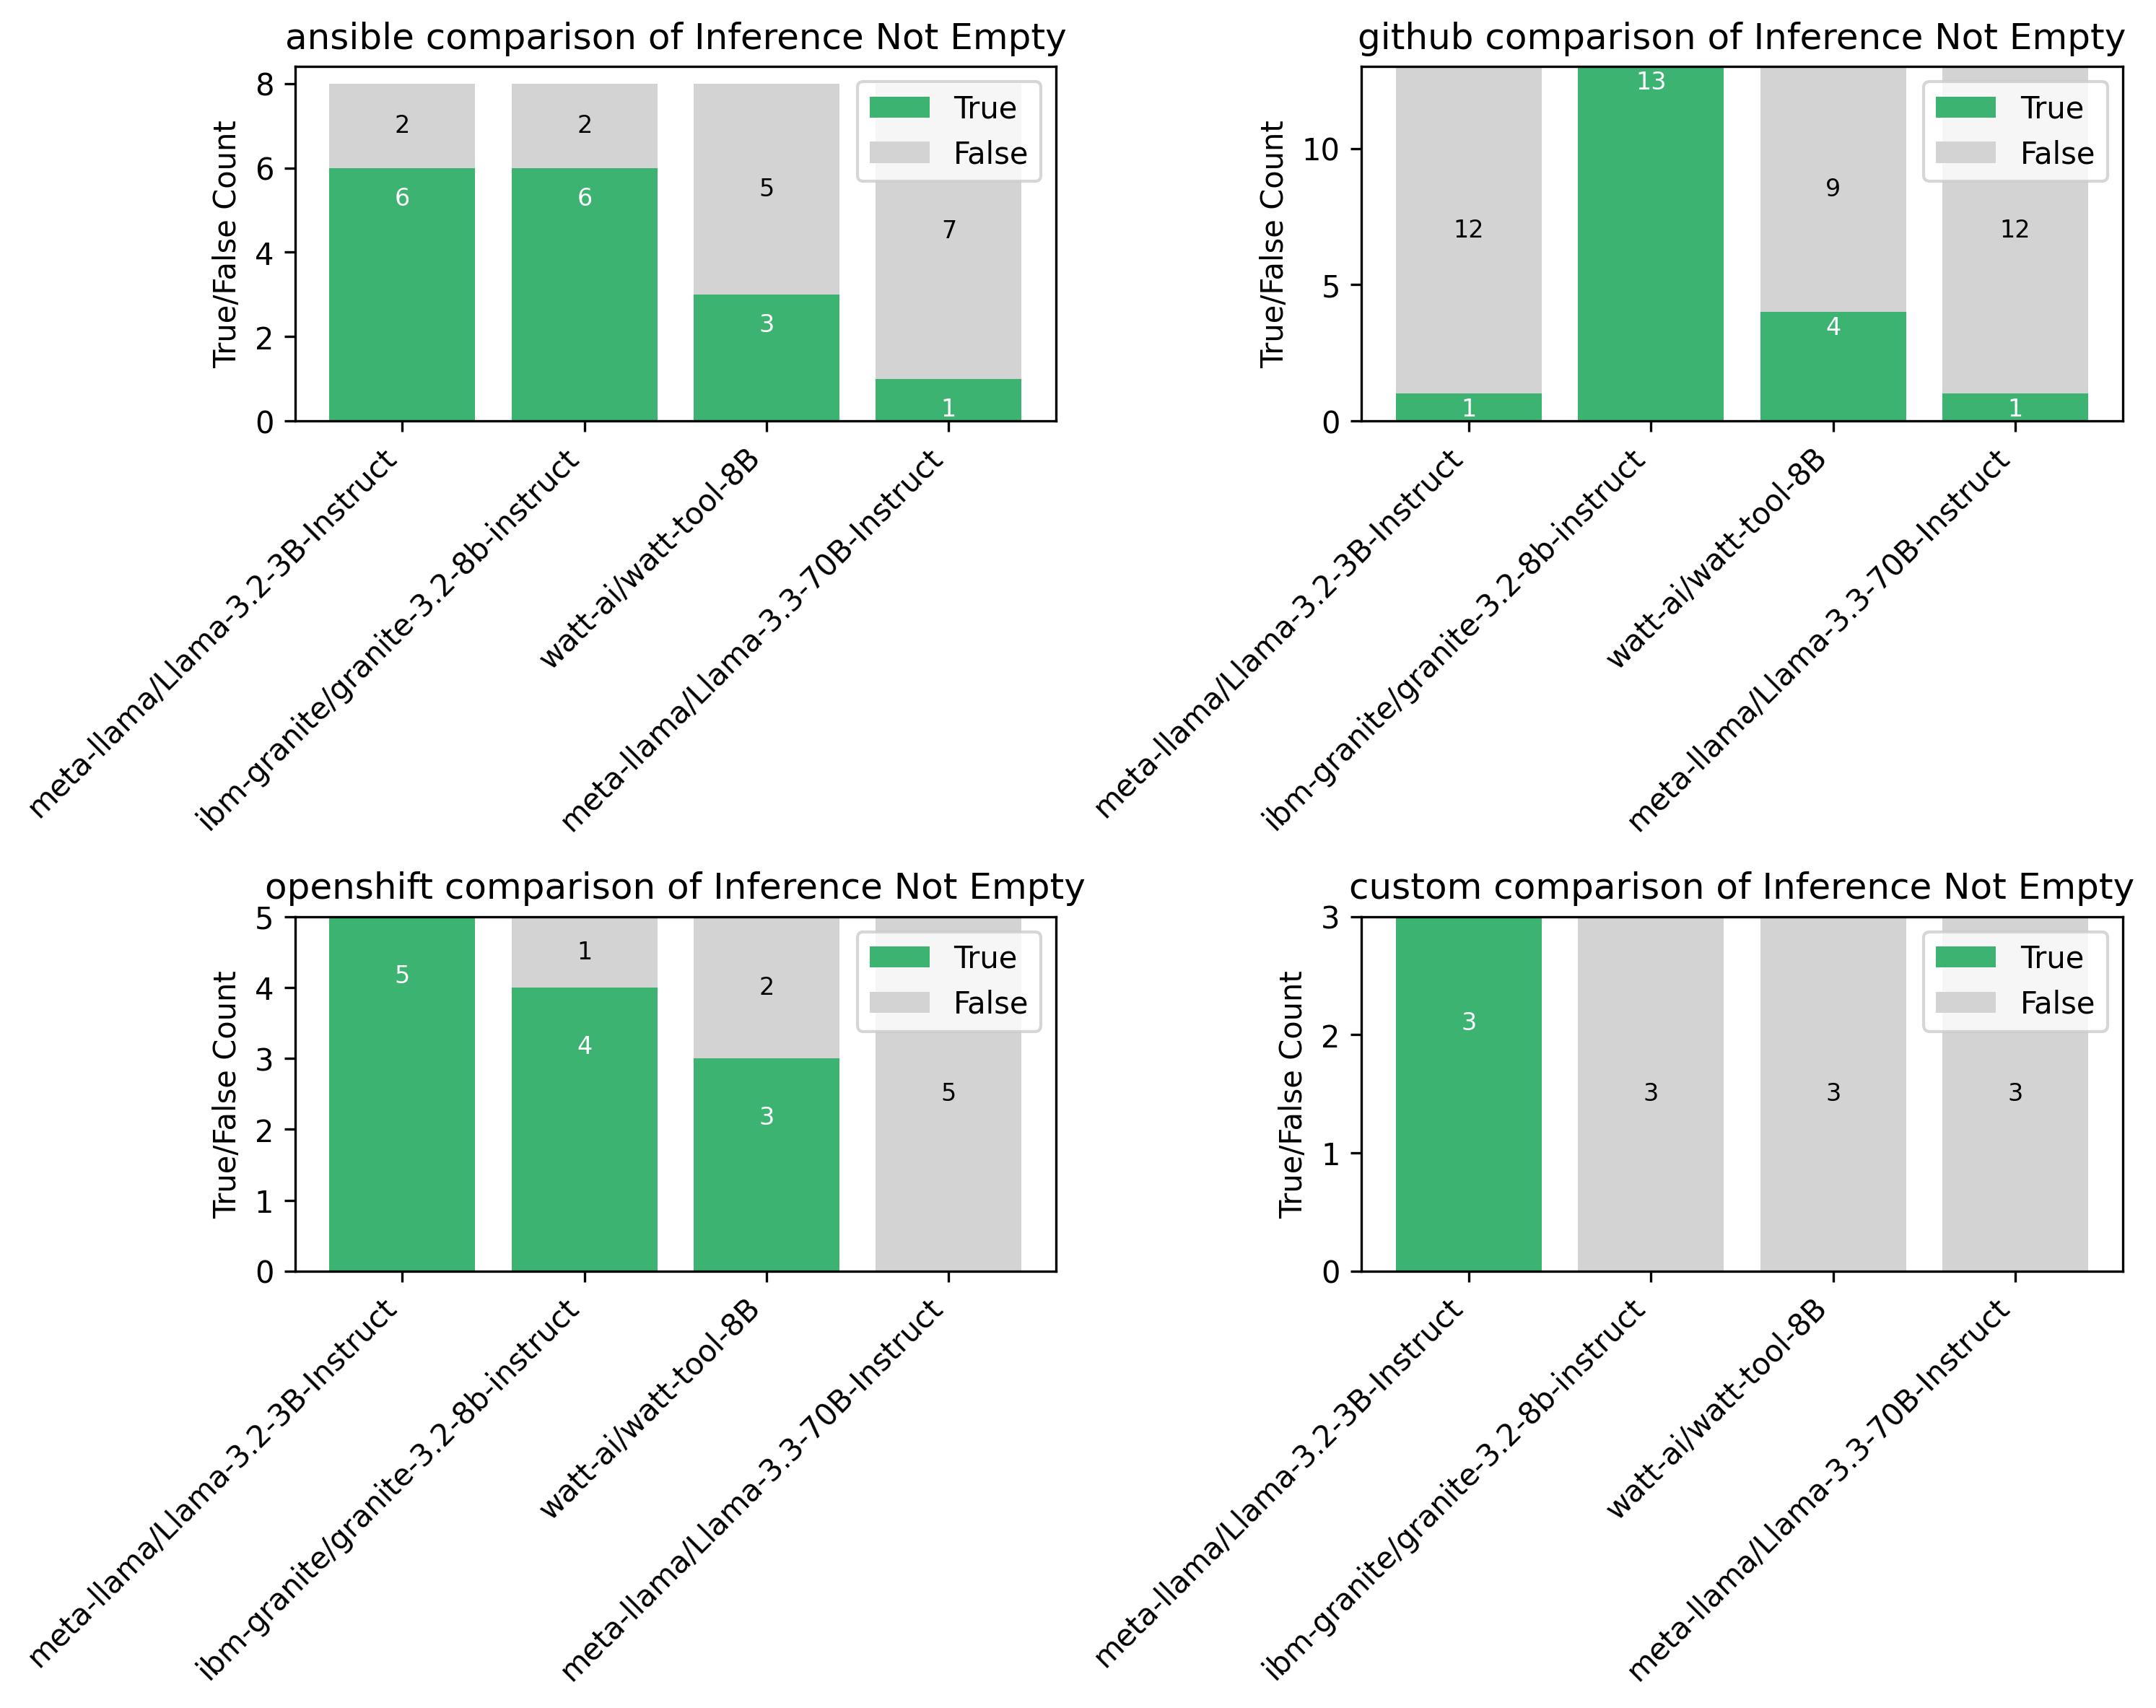 ansible comparison of Inference Not Empty
True/False Count
8
6
4
2
0
2
6
2
6
5
3
7
1
True
False
meta-llama/Llama-3.2-3B-Instruct
ibm-granite/granite-3.2-8b-instruct
watt-ai/watt-tool-8B
meta-llama/Llama-3.3-70B-Instruct
github comparison of Inference Not Empty
True/False Count
10
5
0
12
1
13
9
4
12
1
True
False
meta-llama/Llama-3.2-3B-Instruct
ibm-granite/granite-3.2-8b-instruct
watt-ai/watt-tool-8B
meta-llama/Llama-3.3-70B-Instruct
openshift comparison of Inference Not Empty
True/False Count
5
4
3
2
1
0
5
1
4
2
3
5
True
False
meta-llama/Llama-3.2-3B-Instruct
ibm-granite/granite-3.2-8b-instruct
watt-ai/watt-tool-8B
meta-llama/Llama-3.3-70B-Instruct
custom comparison of Inference Not Empty
True/False Count
3
2
1
0
3
3
3
3
True
False
meta-llama/Llama-3.2-3B-Instruct
ibm-granite/granite-3.2-8b-instruct
watt-ai/watt-tool-8B
meta-llama/Llama-3.3-70B-Instruct